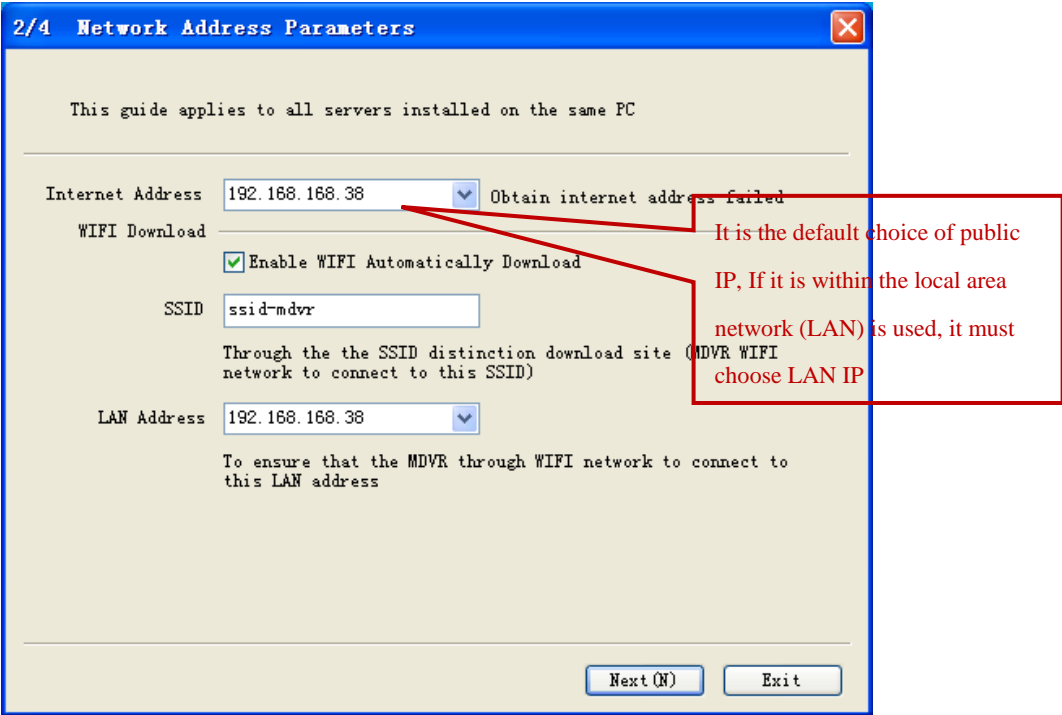 2/4 Network Address Parameters
This guide applies to all servers installed on the same PC
Internet Address
192.168.168.38
Obtain internet address failed
It is the default choice of public
IP, If it is within the local area
network (LAN) is used, it must
choose LAN IP
WIFI Download
Enable WIFI Automatically Download
SSID
ssid-mdvr
Through the the SSID distinction download site (MDVR WIFI
network to connect to this SSID)
LAN Address
192.168.168.38
To ensure that the MDVR through WIFI network to connect to
this LAN address
Next(N)
Exit